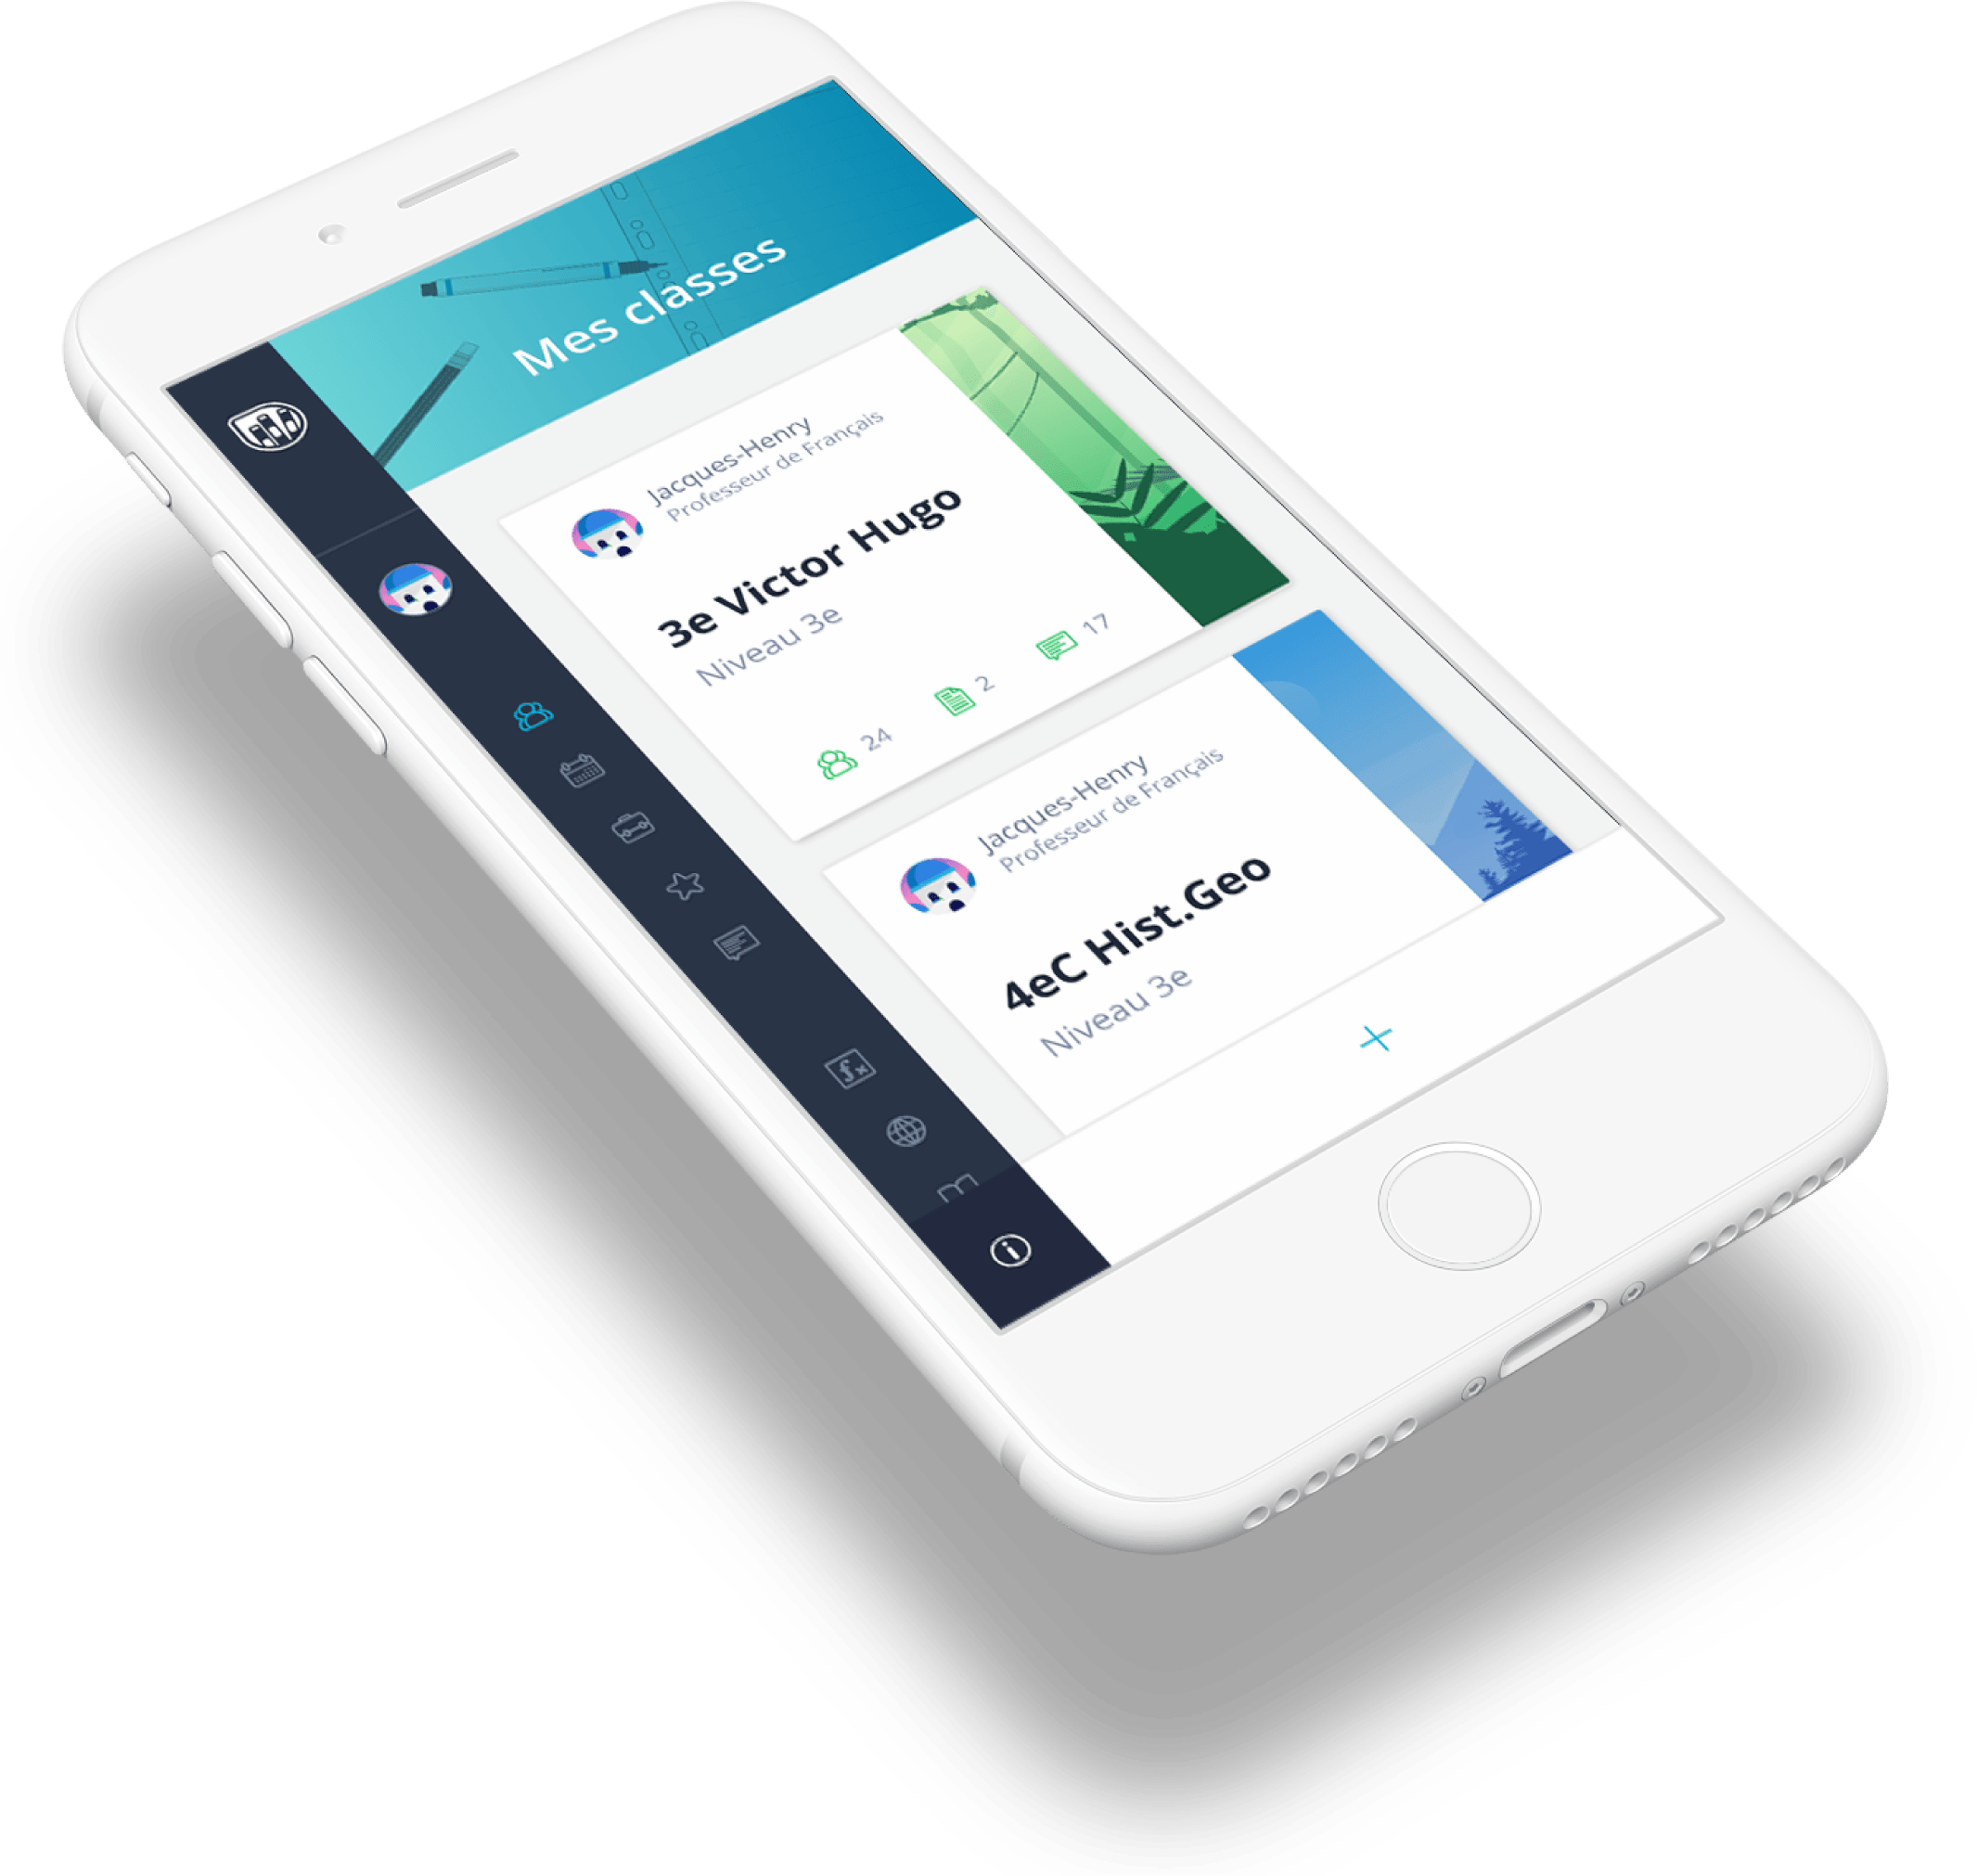 Mes classes
Jacques-Henry
Professeur de Français
3e Victor Hugo
Niveau 3e
24
2
17
Jacques-Henry
Professeur de Français
4eC Hist.Geo
Niveau 3e
fx
i